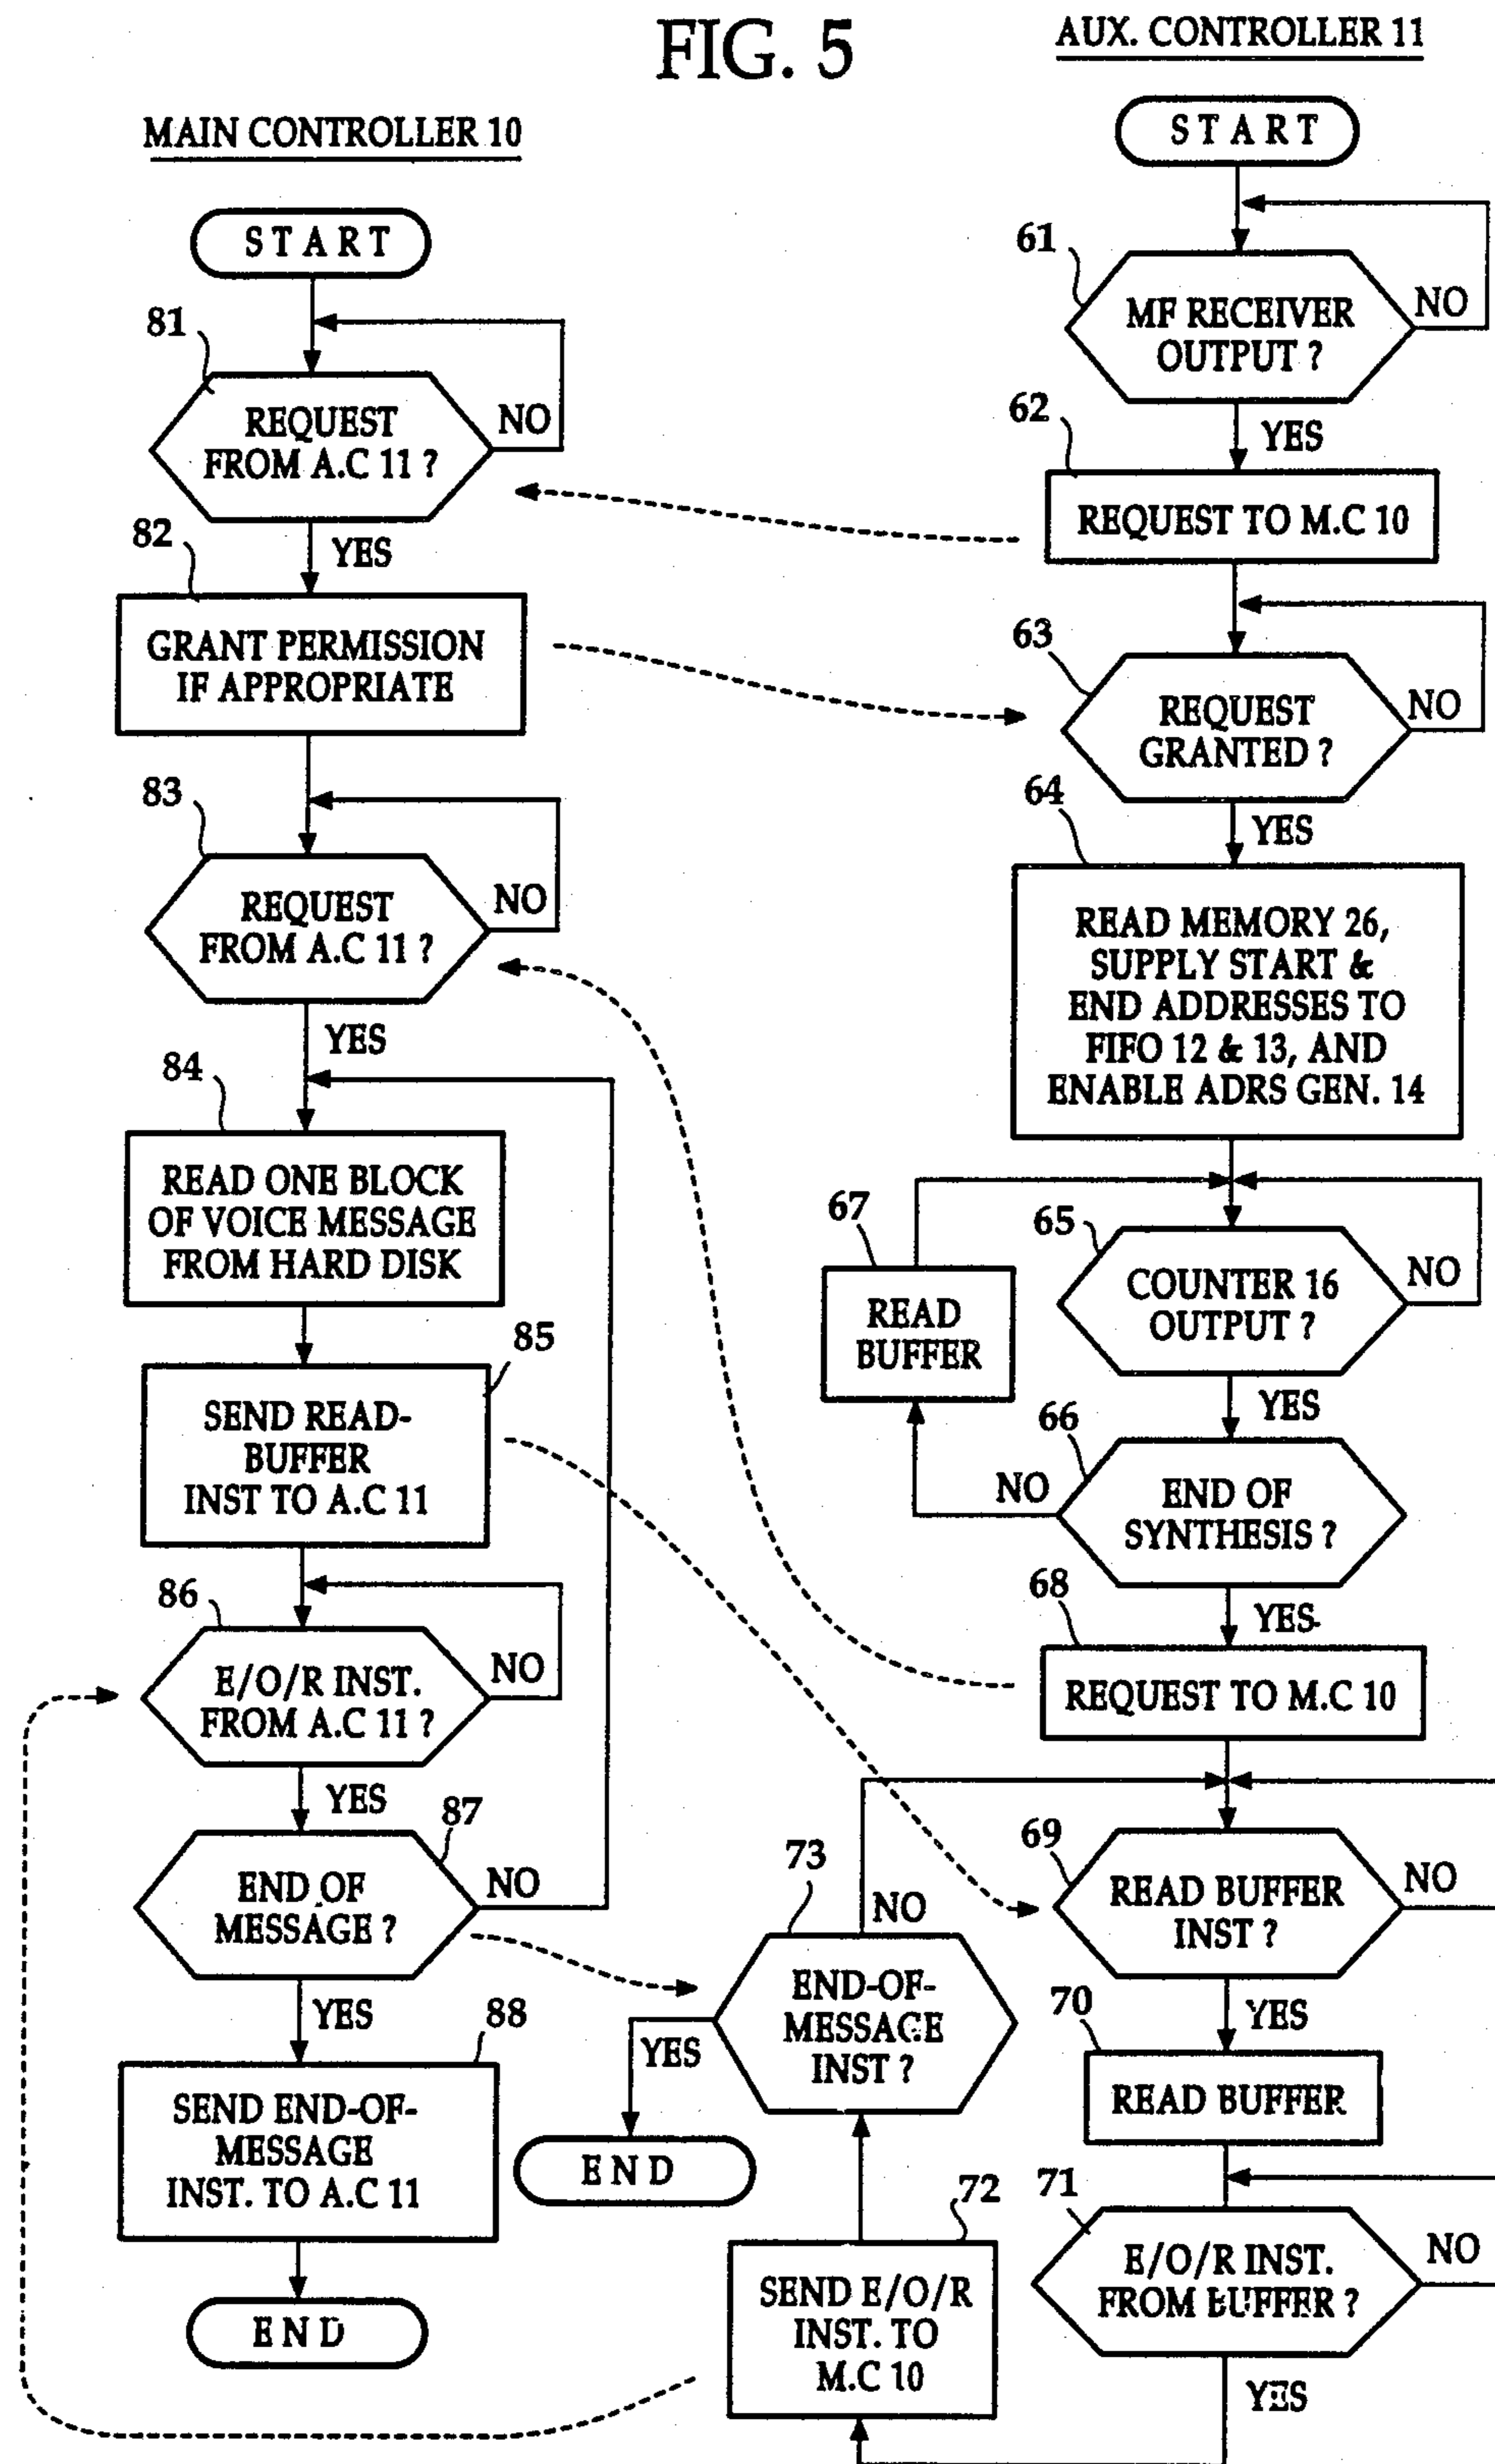 FIG. 5
MAIN CONTROLLER 10
START
81
REQUEST
FROM A.C 11 ?
NO
YES
82
GRANT PERMISSION
IF APPROPRIATE
83
REQUEST
FROM A.C 11 ?
NO
YES
84
READ ONE BLOCK
OF VOICE MESSAGE
FROM HARD DISK
85
SEND READ-
BUFFER
INST TO A.C 11
86
E/O/R INST.
FROM A.C 11 ?
NO
YES
87
END OF
MESSAGE ?
NO
YES
88
SEND END-OF-
MESSAGE
INST. TO A.C 11
END
AUX. CONTROLLER 11
START
61
MF RECEIVER
OUTPUT ?
NO
YES
62
REQUEST TO M.C 10
63
REQUEST
GRANTED ?
NO
YES
64
READ MEMORY 26,
SUPPLY START &
END ADDRESSES TO
FIFO 12 & 13, AND
ENABLE ADRS GEN. 14
65
COUNTER 16
OUTPUT ?
NO
YES
66
END OF
SYNTHESIS ?
NO
67
READ
BUFFER
YES
68
REQUEST TO M.C 10
69
READ BUFFER
INST ?
NO
YES
70
READ BUFFER
71
E/O/R INST.
FROM BUFFER ?
NO
YES
72
SEND E/O/R
INST. TO
M.C 10
73
END-OF-
MESSAGE
INST ?
NO
YES
END